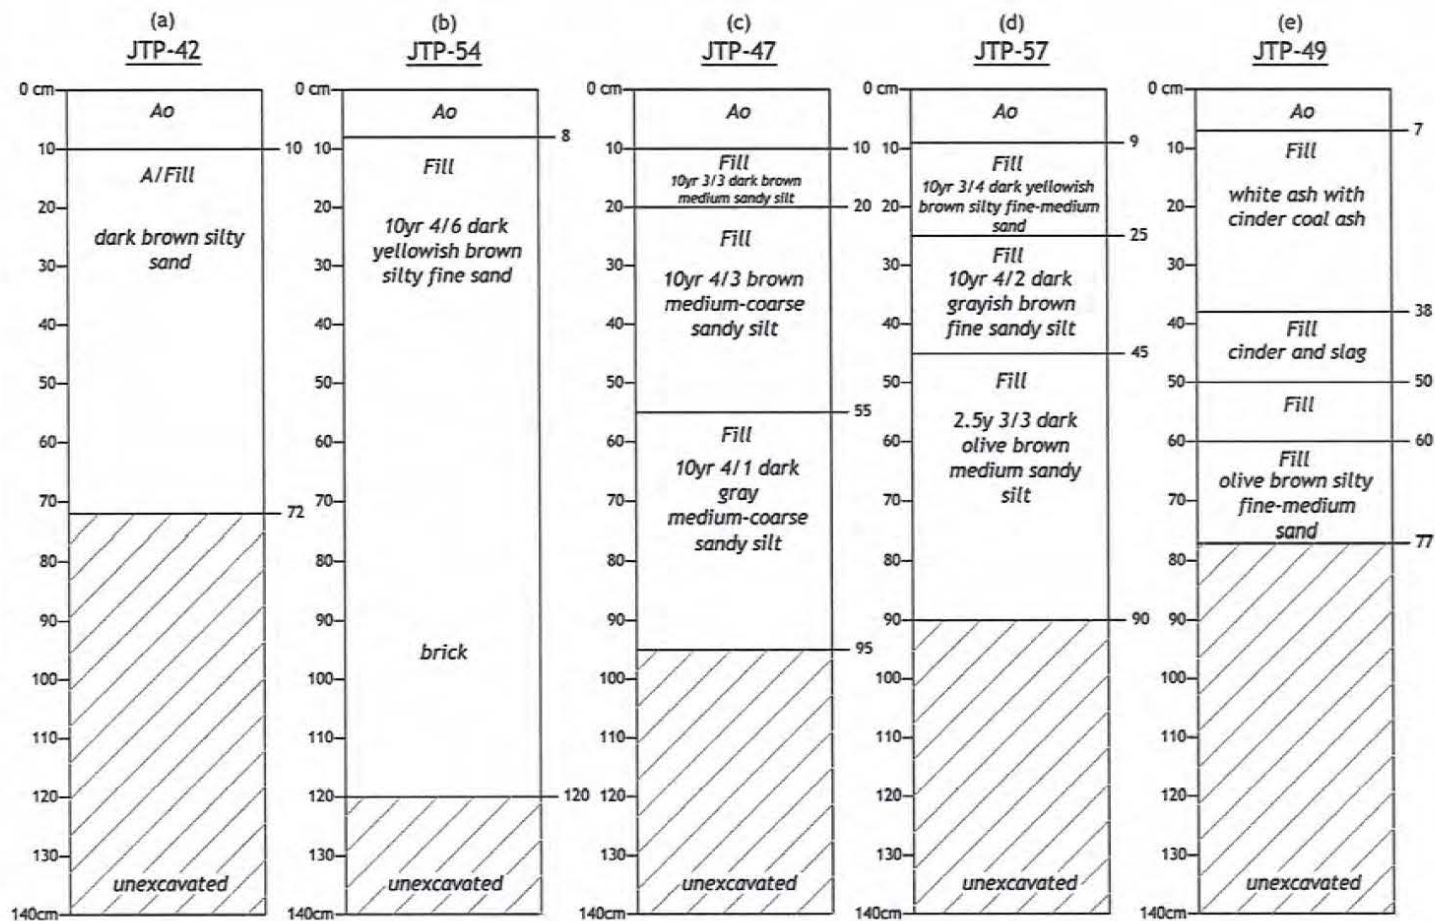 (a)
JTP-42
0 cm
Ao
10
10
A/Fill
20
dark brown silty
sand
30
40
50
60
70
72
80
90
100
110
120
130
unexcavated
140cm
(b)
JTP-54
0 cm
Ao
8
10
Fill
20
10yr 4/6 dark
yellowish brown
silty fine sand
30
40
50
60
70
80
90
brick
100
110
120
120
130
unexcavated
140cm
(c)
JTP-47
0 cm
Ao
10
10
Fill
10yr 3/3 dark brown
medium sandy silt
20
20
Fill
30
10yr 4/3 brown
medium-coarse
sandy silt
40
50
55
Fill
60
10yr 4/1 dark
gray
medium-coarse
sandy silt
70
80
90
95
100
110
120
130
unexcavated
140cm
(d)
JTP-57
0 cm
Ao
9
10
Fill
10yr 3/4 dark yellowish
brown silty fine-medium
sand
20
25
Fill
10yr 4/2 dark
grayish brown
fine sandy silt
30
40
45
Fill
50
2.5y 3/3 dark
olive brown
medium sandy
silt
60
70
80
90
90
100
110
120
130
unexcavated
140cm
(e)
JTP-49
0 cm
Ao
7
10
Fill
white ash with
cinder coal ash
20
30
38
40
Fill
cinder and slag
50
50
Fill
60
60
Fill
olive brown silty
fine-medium
sand
70
77
80
90
100
110
120
130
unexcavated
140cm